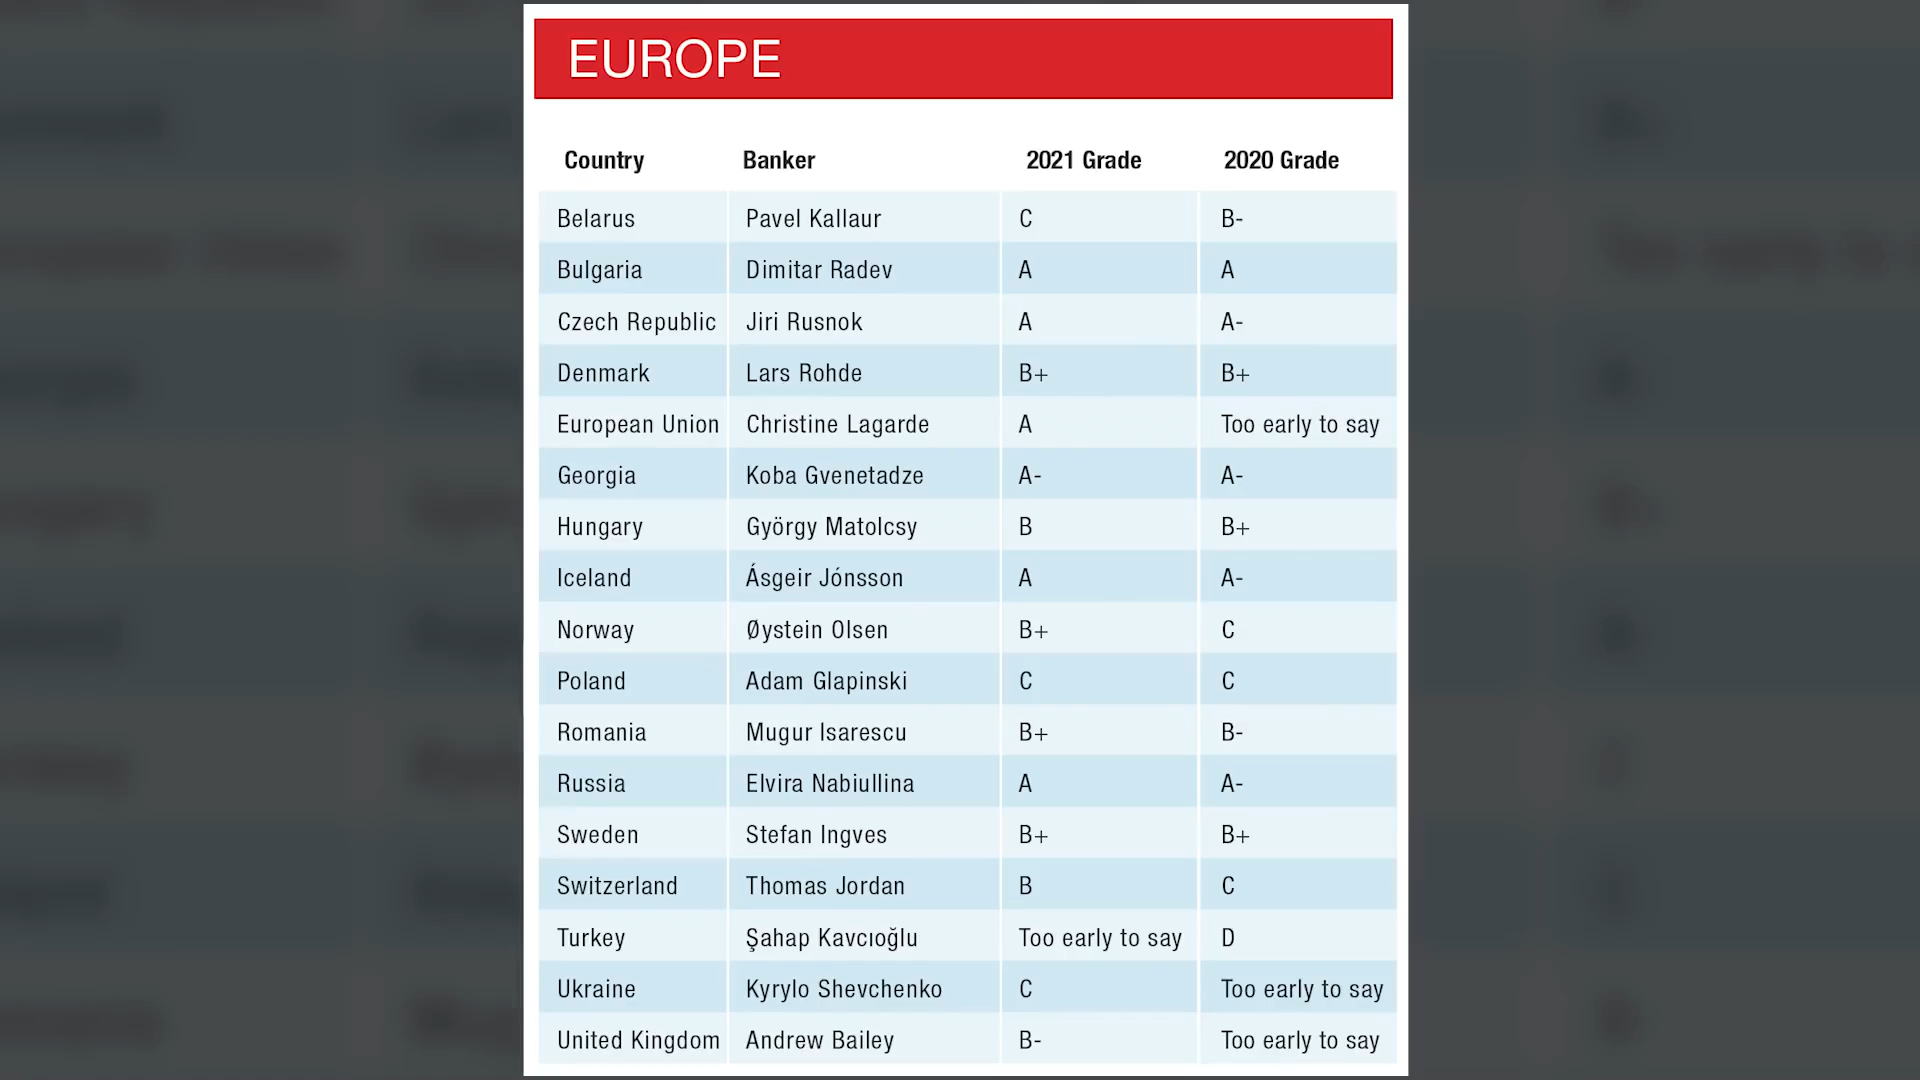 EUROPE
Country Banker 2021 Grade 2020 Grade
Belarus Pavel Kallaur C B-
Bulgaria Dimitar Radev A A
Czech Republic Jiri Rusnok A A-
Denmark Lars Rohde B+ B+
European Union Christine Lagarde A Too early to say
Georgia Koba Gvenetadze A- A-
Hungary György Matolcsy B B+
Iceland Ásgeir Jónsson A A-
Norway Øystein Olsen B+ C
Poland Adam Glapinski C C
Romania Mugur Isarescu B+ B-
Russia Elvira Nabiullina A A-
Sweden Stefan Ingves B+ B+
Switzerland Thomas Jordan B C
Turkey Şahap Kavcıoğlu Too early to say D
Ukraine Kyrylo Shevchenko C Too early to say
United Kingdom Andrew Bailey B- Too early to say